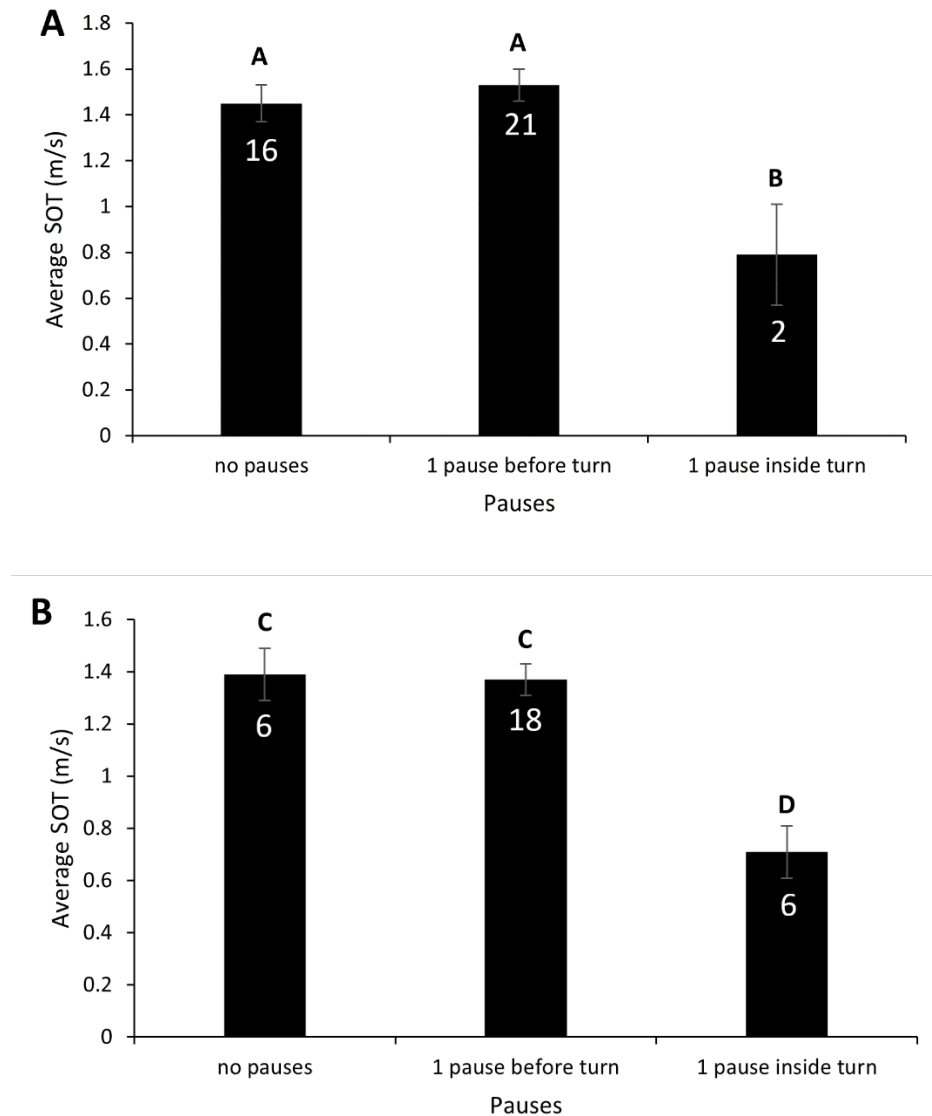 A
1.8
1.6
1.4
1.2
1
0.8
0.6
0.4
0.2
0
Average SOT (m/s)
A
A
B
16
21
2
no pauses
1 pause before turn
1 pause inside turn
Pauses
B
1.6
1.4
1.2
1
0.8
0.6
0.4
0.2
0
Average SOT (m/s)
C
C
D
6
18
6
no pauses
1 pause before turn
1 pause inside turn
Pauses